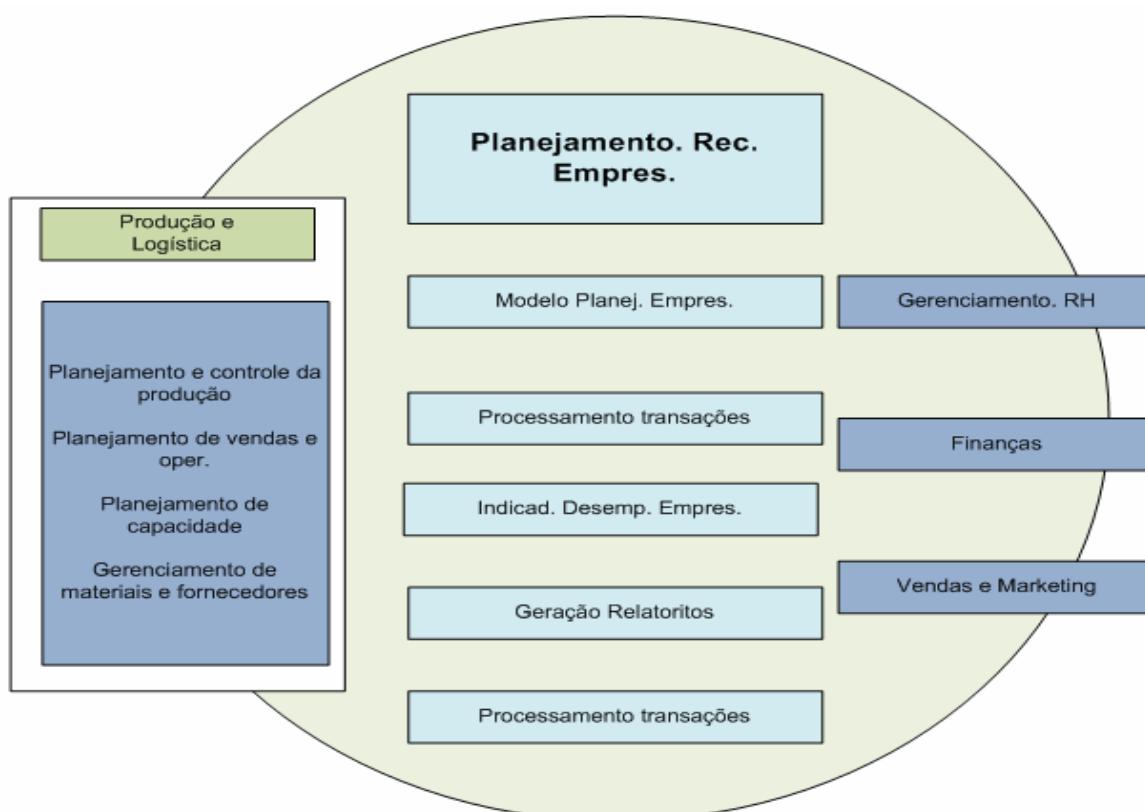 Planejamento. Rec.
Empres.
Produção e
Logística
Planejamento e controle da
produção
Planejamento de vendas e
oper.
Planejamento de
capacidade
Gerenciamento de
materiais e fornecedores
Modelo Planej. Empres.
Processamento transações
Indicad. Desemp. Empres.
Geração Relatoritos
Processamento transações
Gerenciamento. RH
Finanças
Vendas e Marketing